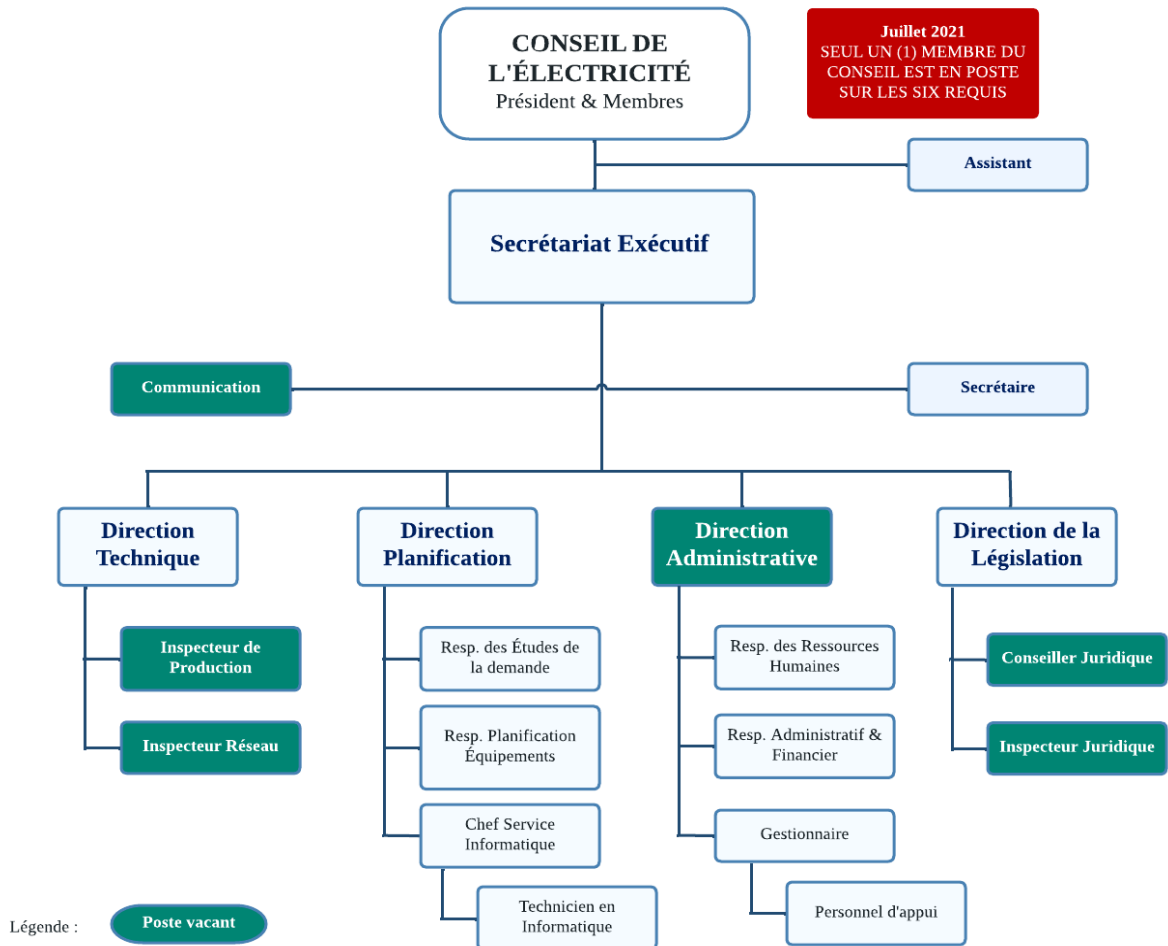 CONSEIL DE
L'ÉLECTRICITÉ
Président & Membres
Juillet 2021
SEUL UN (1) MEMBRE DU
CONSEIL EST EN POSTE
SUR LES SIX REQUIS
Assistant
Secrétariat Exécutif
Communication
Secrétaire
Direction
Technique
Direction
Planification
Direction
Administrative
Direction de la
Législation
Inspecteur de
Production
Inspecteur Réseau
Resp. des Études de
la demande
Resp. Planification
Équipements
Chef Service
Informatique
Technicien en
Informatique
Resp. des Ressources
Humaines
Resp. Administratif &
Financier
Gestionnaire
Personnel d'appui
Conseiller Juridique
Inspecteur Juridique
Légende :
Poste vacant